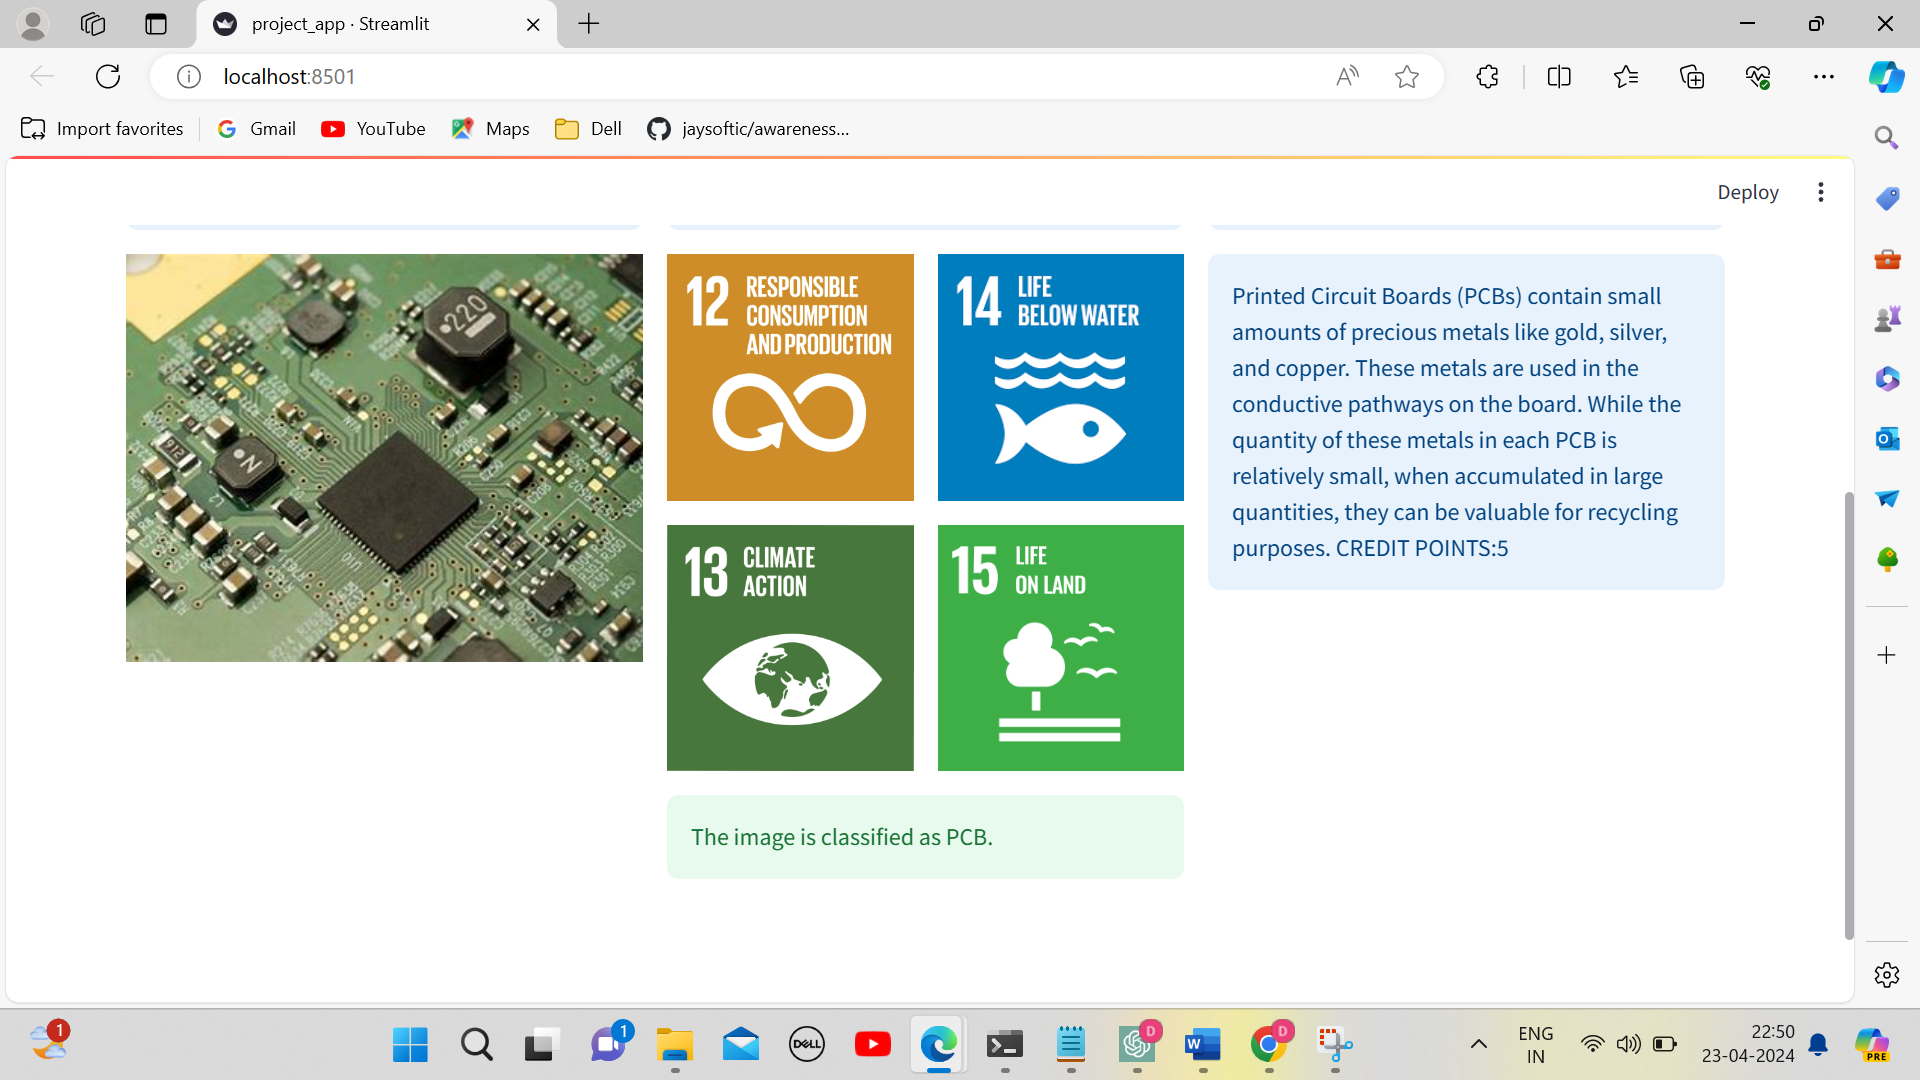 project_app · Streamlit
localhost:8501
Import favorites
Gmail
YouTube
Maps
Dell
jaysoftic/awareness...
Deploy
220
N
12 RESPONSIBLE
CONSUMPTION
AND PRODUCTION
14 LIFE
BELOW WATER
13 CLIMATE
ACTION
15 LIFE
ON LAND
Printed Circuit Boards (PCBs) contain small
amounts of precious metals like gold, silver,
and copper. These metals are used in the
conductive pathways on the board. While the
quantity of these metals in each PCB is
relatively small, when accumulated in large
quantities, they can be valuable for recycling
purposes. CREDIT POINTS:5
The image is classified as PCB.
1
1
DELL
D
W
D
ENG
IN
22:50
23-04-2024
PRE